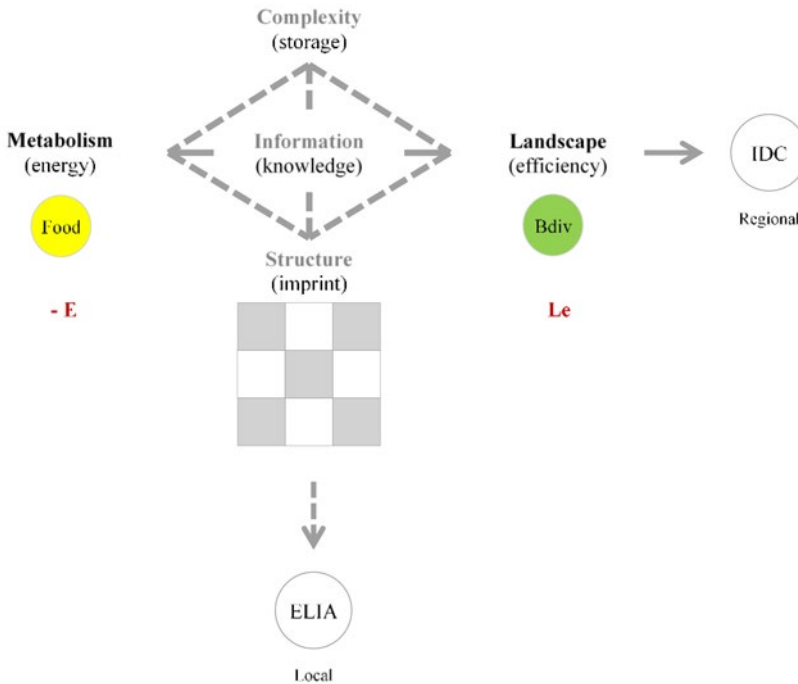 Complexity
(storage)
Metabolism
(energy)
Information
(knowledge)
Landscape
(efficiency)
IDC
Regional
Food
Bdiv
Structure
(imprint)
- E
Le
ELIA
Local